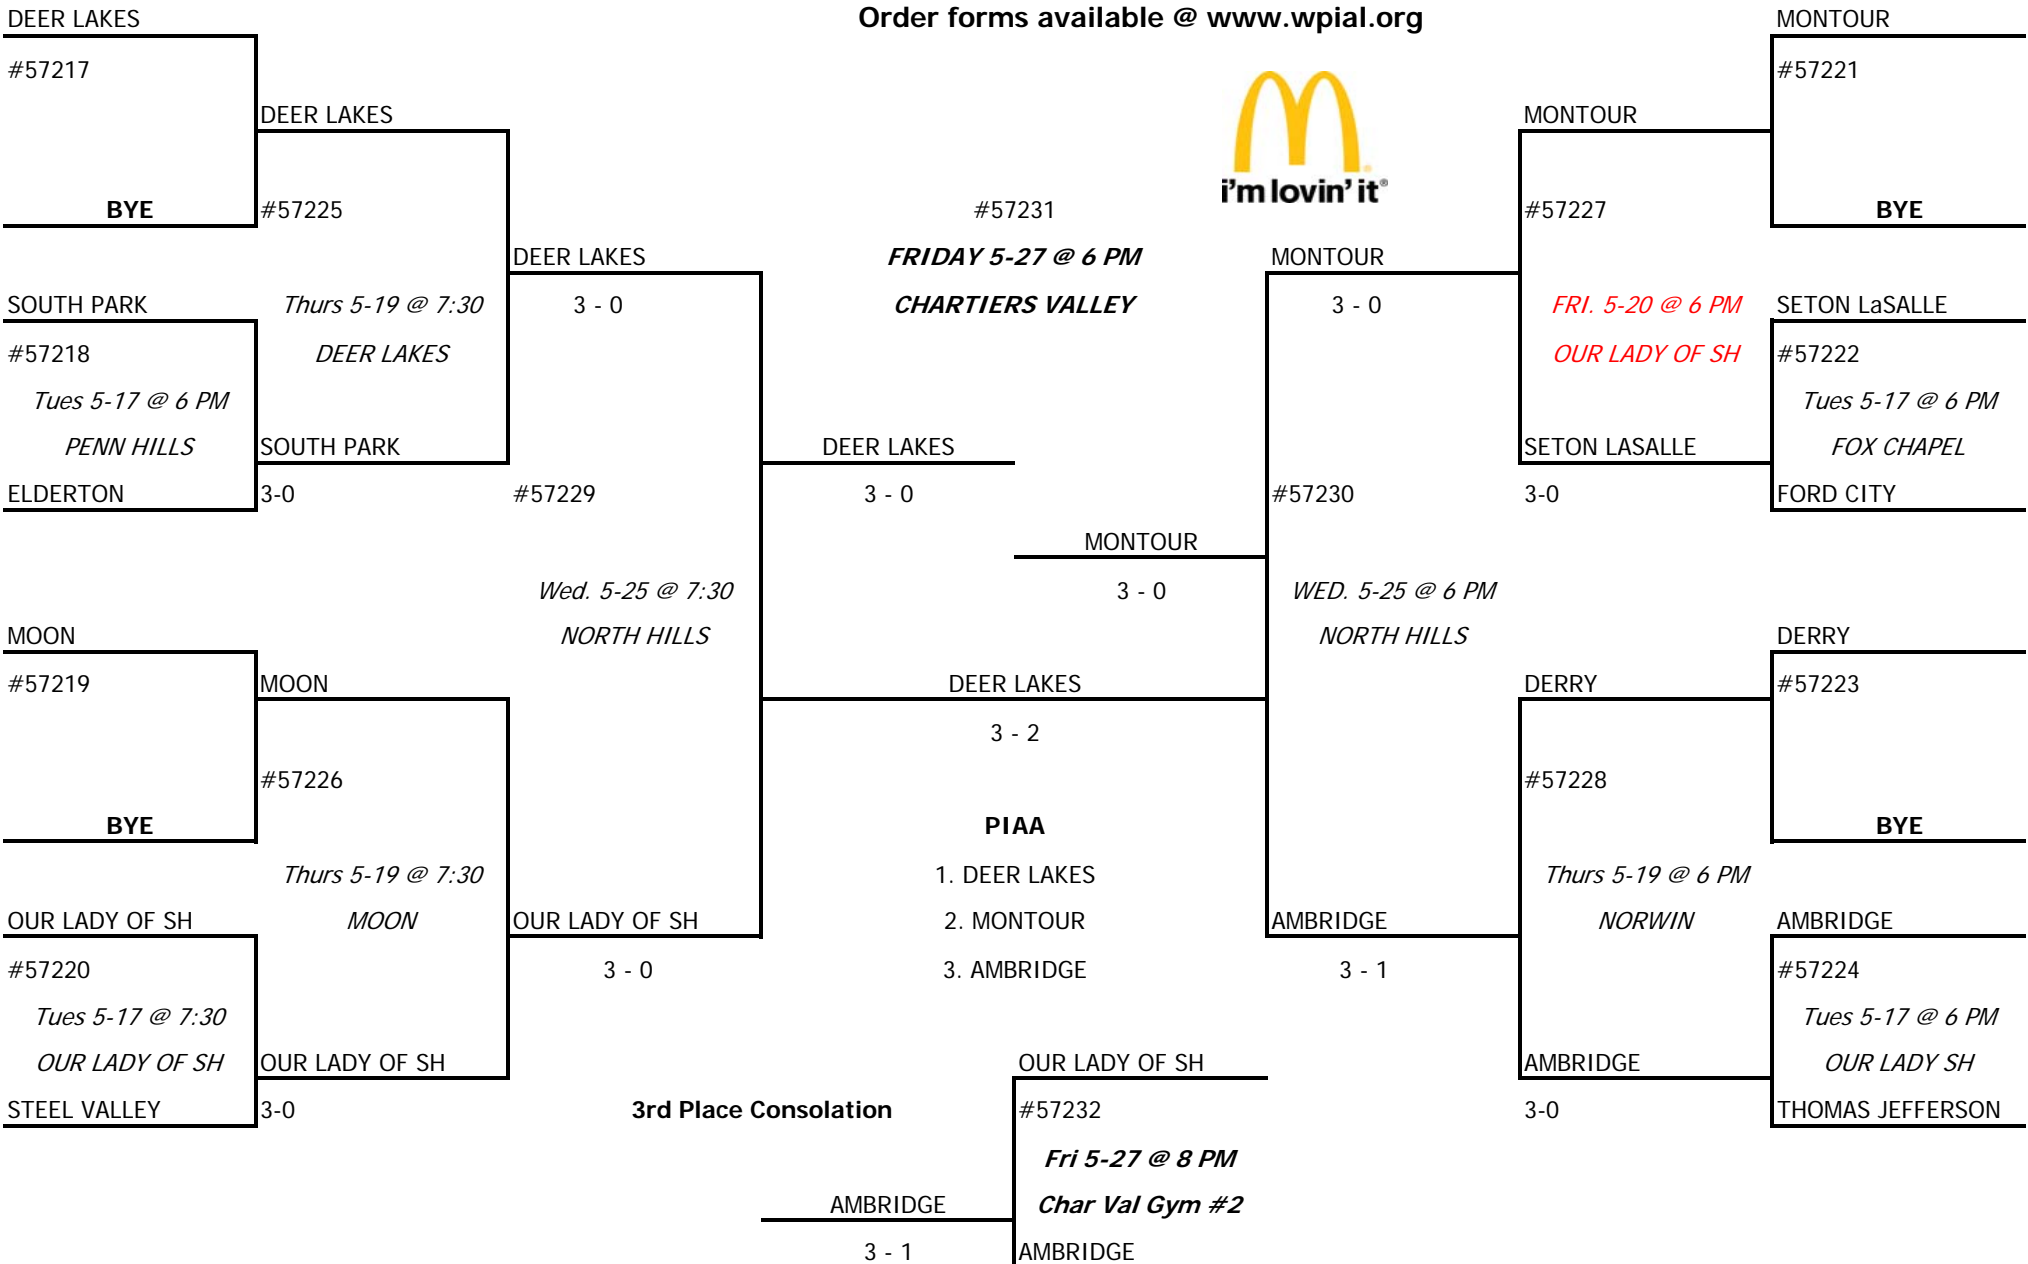 DEER LAKES
Order forms available @ www.wpial.org
MONTOUR
#57217
#57221
i'm lovin' it®
DEER LAKES
MONTOUR
BYE
#57225
#57231
#57227
BYE
DEER LAKES
FRIDAY 5-27 @ 6 PM
MONTOUR
SOUTH PARK
Thurs 5-19 @ 7:30
3 - 0
CHARTIERS VALLEY
3 - 0
FRI. 5-20 @ 6 PM
SETON LaSALLE
#57218
DEER LAKES
OUR LADY OF SH
#57222
Tues 5-17 @ 6 PM
Tues 5-17 @ 6 PM
PENN HILLS
SOUTH PARK
DEER LAKES
SETON LASALLE
FOX CHAPEL
ELDERTON
3-0
#57229
3 - 0
#57230
3-0
FORD CITY
MONTOUR
Wed. 5-25 @ 7:30
3 - 0
WED. 5-25 @ 6 PM
MOON
NORTH HILLS
NORTH HILLS
DERRY
#57219
MOON
DEER LAKES
DERRY
#57223
3 - 2
#57226
#57228
BYE
PIAA
BYE
Thurs 5-19 @ 7:30
1. DEER LAKES
Thurs 5-19 @ 6 PM
OUR LADY OF SH
MOON
OUR LADY OF SH
2. MONTOUR
AMBRIDGE
NORWIN
AMBRIDGE
#57220
3 - 0
3. AMBRIDGE
3 - 1
#57224
Tues 5-17 @ 7:30
Tues 5-17 @ 6 PM
OUR LADY OF SH
OUR LADY OF SH
OUR LADY OF SH
AMBRIDGE
OUR LADY SH
STEEL VALLEY
3-0
3rd Place Consolation
#57232
3-0
THOMAS JEFFERSON
Fri 5-27 @ 8 PM
AMBRIDGE
Char Val Gym #2
3 - 1
AMBRIDGE